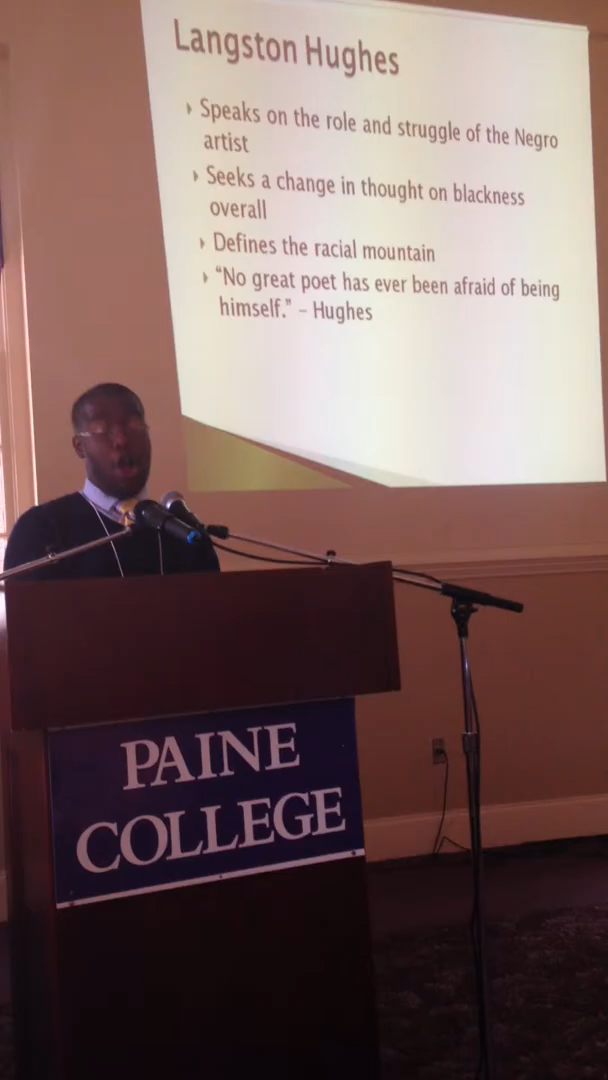 Langston Hughes
Speaks on the role and struggle of the Negro
artist
Seeks a change in thought on blackness
overall
Defines the racial mountain
“No great poet has ever been afraid of being
himself.” – Hughes
PAINE
COLLEGE